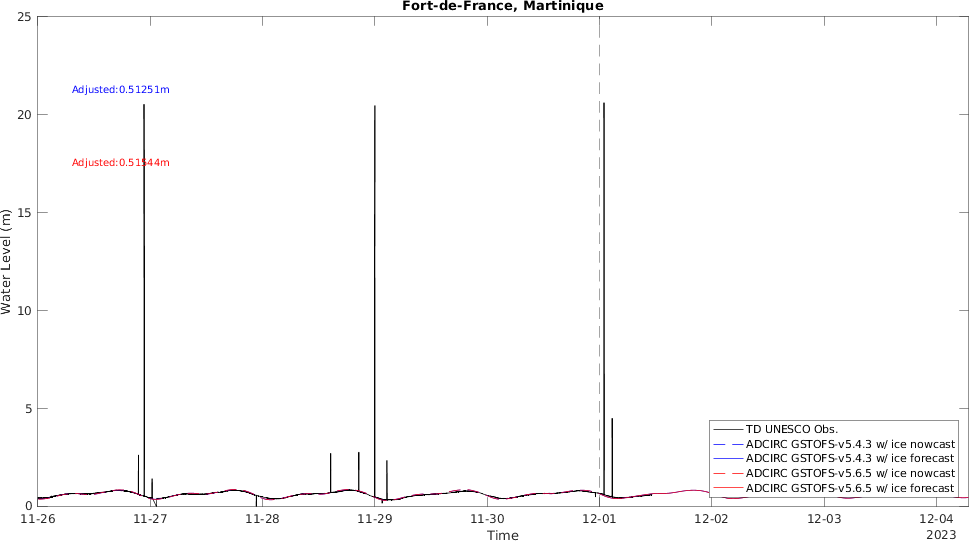 Fort-de-France, Martinique
25
20
15
10
5
0
Water Level (m)
Adjusted:0.51251m
Adjusted:0.51544m
TD UNESCO Obs.
ADCIRC GSTOFS-v5.4.3 w/ ice nowcast
ADCIRC GSTOFS-v5.4.3 w/ ice forecast
ADCIRC GSTOFS-v5.6.5 w/ ice nowcast
ADCIRC GSTOFS-v5.6.5 w/ ice forecast
11-26 11-27 11-28 11-29 11-30 12-01 12-02 12-03 12-04
Time
2023